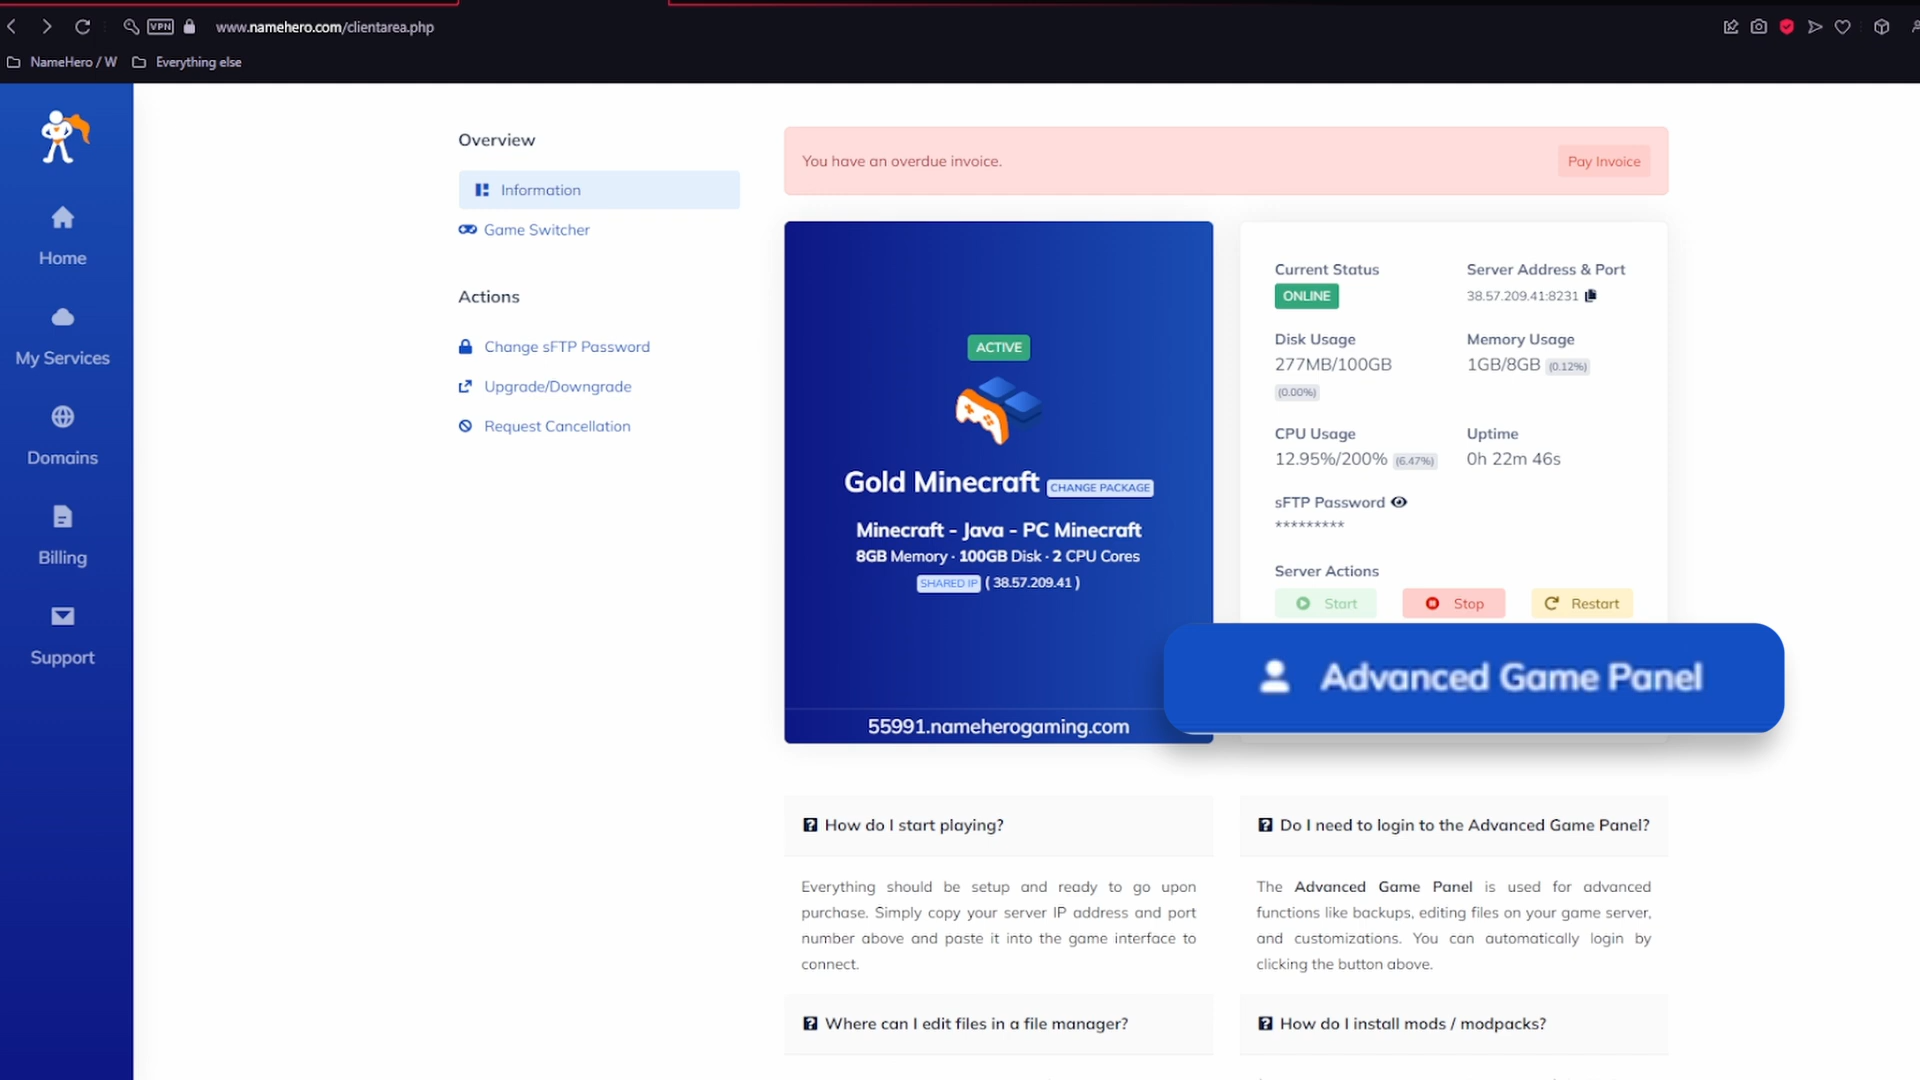 VPN
www.namehero.com/clientarea.php
NameHero / W
Everything else
Home
My Services
Domains
Billing
Support
Overview
Information
Game Switcher
Actions
Change sFTP Password
Upgrade/Downgrade
Request Cancellation
You have an overdue invoice.
Pay Invoice
ACTIVE
Gold Minecraft CHANGE PACKAGE
Minecraft - Java - PC Minecraft
8GB Memory · 100GB Disk · 2 CPU Cores
SHARED IP ( 38.57.209.41 )
55991.nameherogaming.com
Current Status
ONLINE
Server Address & Port
38.57.209.41:8231
Disk Usage
277MB/100GB
(0.00%)
Memory Usage
1GB/8GB (0.12%)
CPU Usage
12.95%/200% (6.47%)
Uptime
0h 22m 46s
sFTP Password
*********
Server Actions
Start
Stop
Restart
Advanced Game Panel
How do I start playing?
Everything should be setup and ready to go upon
purchase. Simply copy your server IP address and port
number above and paste it into the game interface to
connect.
Do I need to login to the Advanced Game Panel?
The Advanced Game Panel is used for advanced
functions like backups, editing files on your game server,
and customizations. You can automatically login by
clicking the button above.
Where can I edit files in a file manager?
How do I install mods / modpacks?